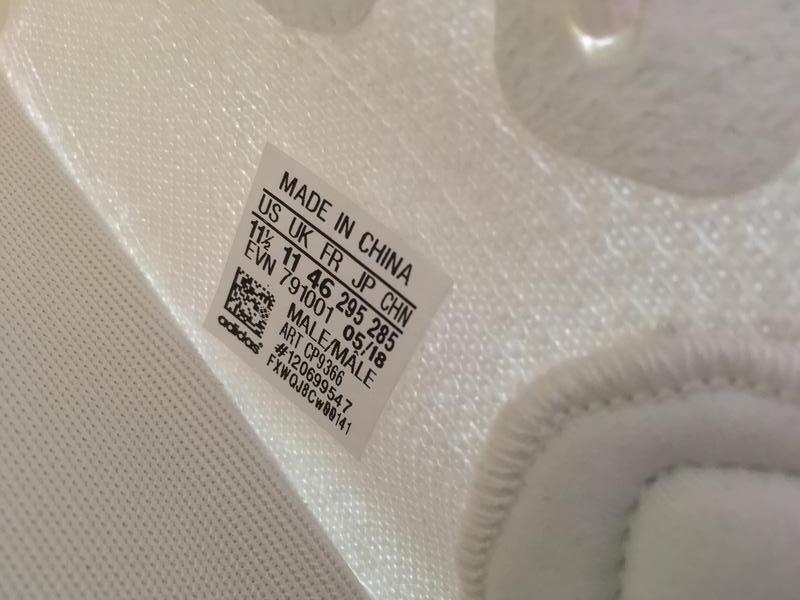 MADE IN CHINA
US UK FR JP CHN
11½ 11 46 295 285
EVN 791001 05/18
MALE/MALE
ART CP9366
#120699547
adidas